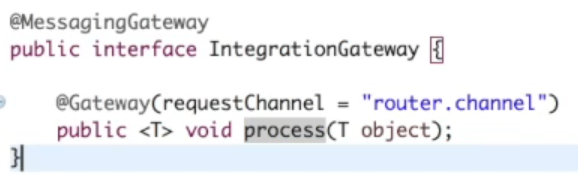 @MessagingGateway
public interface IntegrationGateway {
@Gateway(requestChannel = "router.channel")
public <T> void process(T object);
}